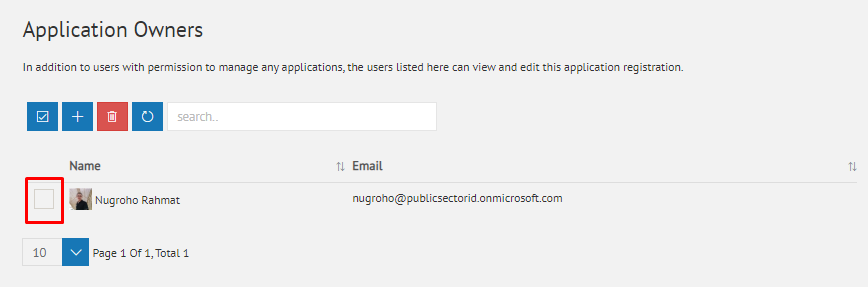 Application Owners
In addition to users with permission to manage any applications, the users listed here can view and edit this application registration.
search..
Name Email
Nugroho Rahmat nugroho@publicsectorid.onmicrosoft.com
10 Page 1 Of 1, Total 1